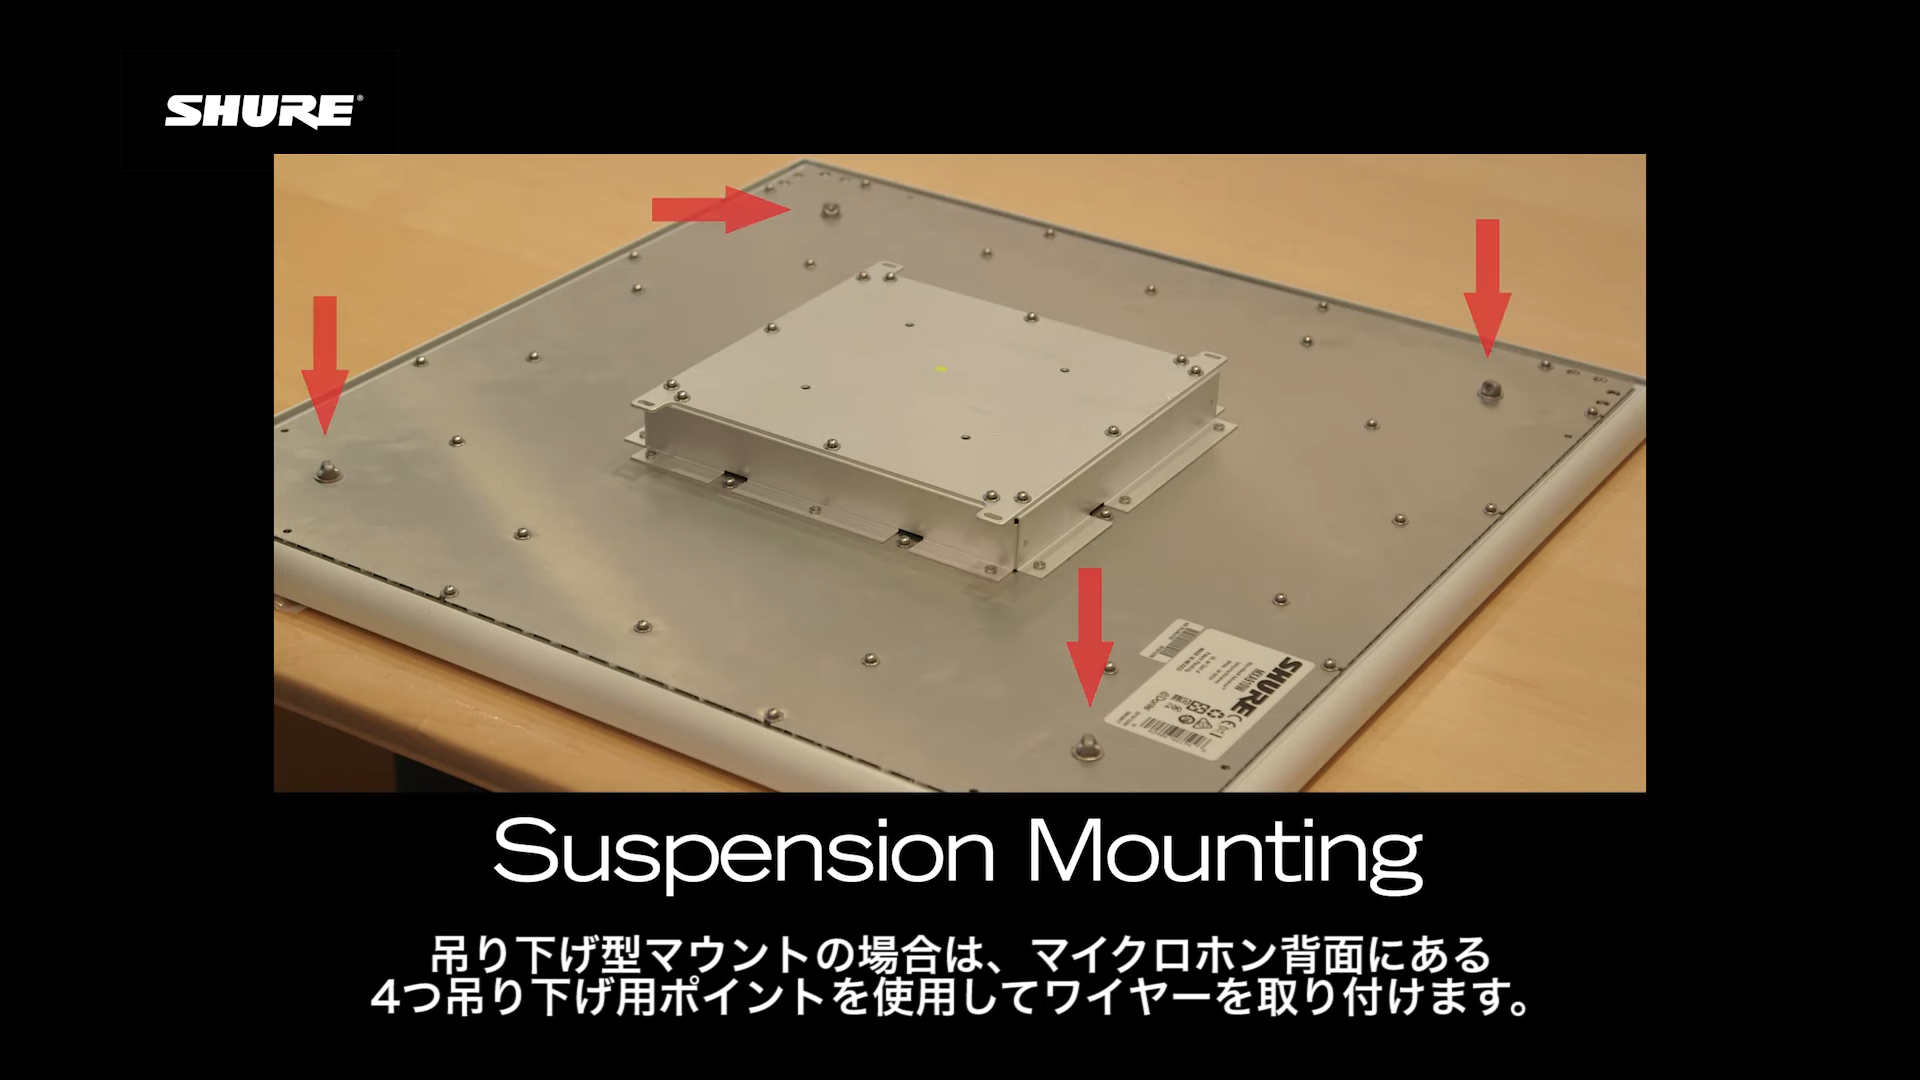 SHURE
SHURE
MXA910W
Dante
Suspension Mounting
吊り下げ型マウントの場合は、マイクロホン背面にある
4つ吊り下げ用ポイントを使用してワイヤーを取り付けます。